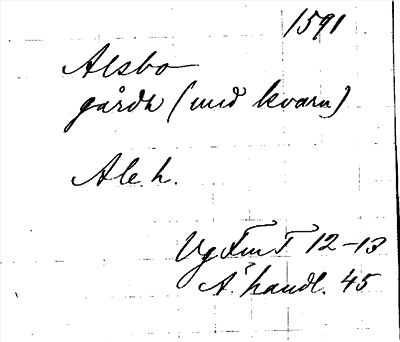 1591
Alsbo
gårdh (med kvarn)
Ale h.
VgFmT 12-13
Å. handl. 45